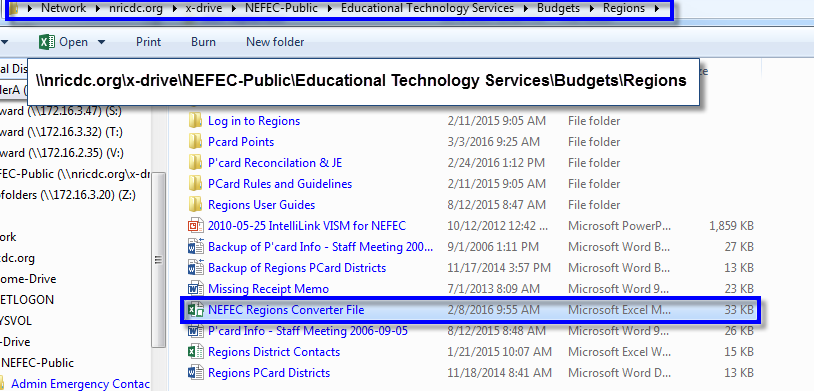 Network ▸ nricdc.org ▸ x-drive ▸ NEFEC-Public ▸ Educational Technology Services ▸ Budgets ▸ Regions ▸
Open Print Burn New folder
\\nricdc.org\x-drive\NEFEC-Public\Educational Technology Services\Budgets\Regions
al Dis
derA (
ward (\\172.16.3.47) (S:)
ward (\\172.16.3.32) (T:)
ward (\\172.16.2.35) (V:)
FEC-Public (\\nricdc.org\x-dr
ofolders (\\172.16.3.20) (Z:)
ork
cdc.org
ome-Drive
ETLOGON
YSVOL
-Drive
NEFEC-Public
Admin Emergency Contac
ze
Log in to Regions 2/11/2015 9:05 AM File folder
Pcard Points 3/3/2016 9:25 AM File folder
P'card Reconcilation & JE 2/24/2016 1:12 PM File folder
PCard Rules and Guidelines 2/11/2015 9:05 AM File folder
Regions User Guides 8/12/2015 8:47 AM File folder
2010-05-25 IntelliLink VISM for NEFEC 10/12/2012 12:42 ... Microsoft PowerP... 1,859 KB
Backup of P'card Info - Staff Meeting 200... 9/1/2006 1:11 PM Microsoft Word B... 27 KB
Backup of Regions PCard Districts 11/17/2014 3:57 PM Microsoft Word B... 13 KB
Missing Receipt Memo 7/1/2013 8:09 AM Microsoft Word 9... 23 KB
NEFEC Regions Converter File 2/8/2016 9:55 AM Microsoft Excel M... 33 KB
P'card Info - Staff Meeting 2006-09-05 8/12/2015 8:48 AM Microsoft Word 9... 26 KB
Regions District Contacts 1/21/2015 10:07 AM Microsoft Excel W... 15 KB
Regions PCard Districts 11/18/2014 8:41 AM Microsoft Word D... 13 KB